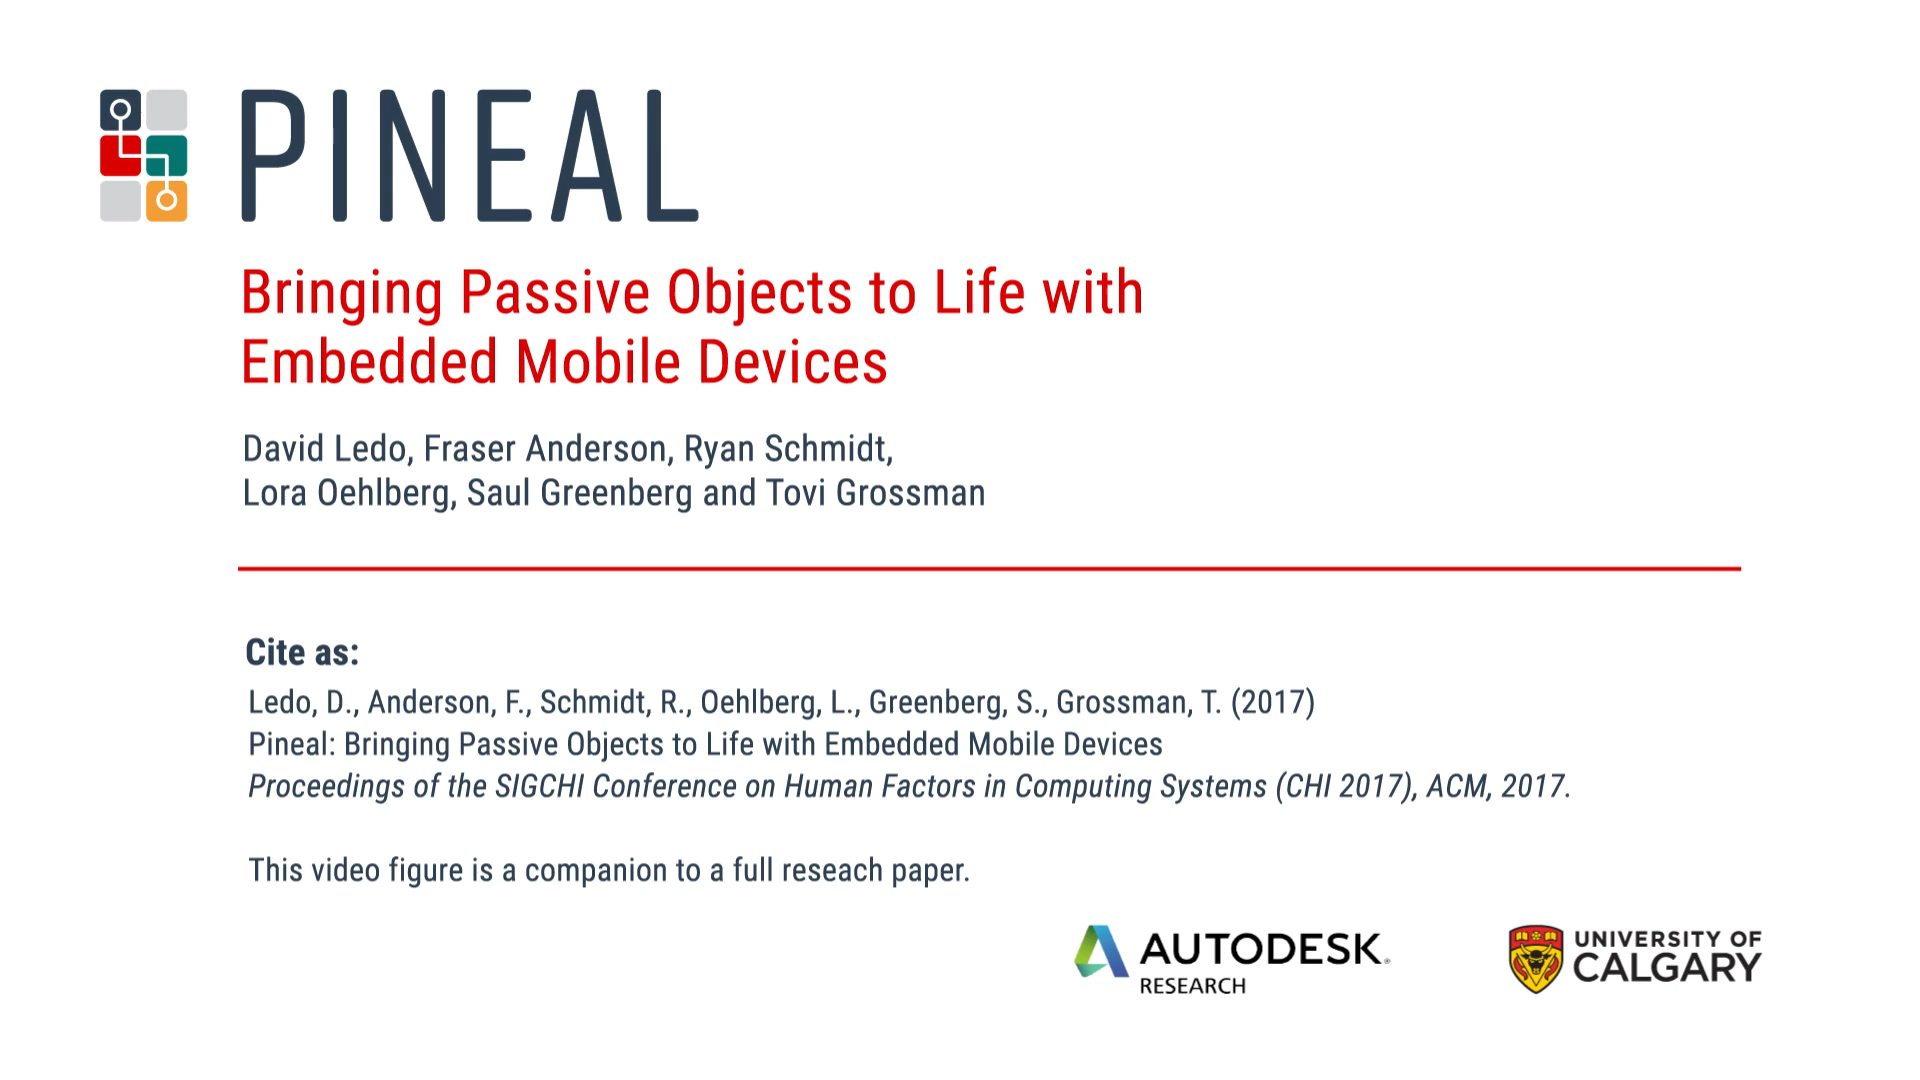 PINEAL
Bringing Passive Objects to Life with
Embedded Mobile Devices
David Ledo, Fraser Anderson, Ryan Schmidt,
Lora Oehlberg, Saul Greenberg and Tovi Grossman
Cite as:
Ledo, D., Anderson, F., Schmidt, R., Oehlberg, L., Greenberg, S., Grossman, T. (2017)
Pineal: Bringing Passive Objects to Life with Embedded Mobile Devices
Proceedings of the SIGCHI Conference on Human Factors in Computing Systems (CHI 2017), ACM, 2017.
This video figure is a companion to a full reseach paper.
AUTODESK®
RESEARCH
UNIVERSITY OF
CALGARY